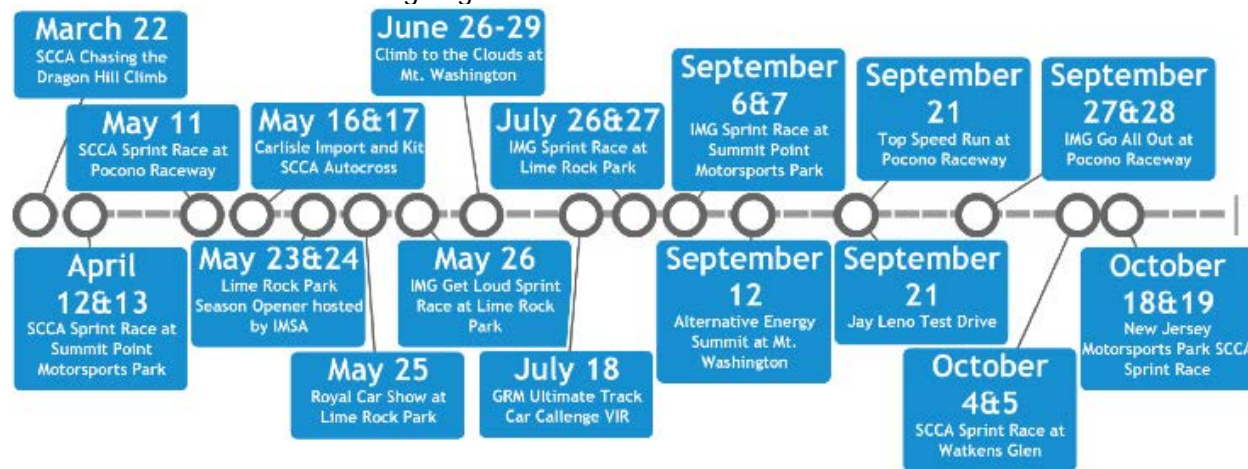 March 22
SCCA Chasing the
Dragon Hill Climb
April
12&13
SCCA Sprint Race at
Summit Point
Motorsports Park
May 11
SCCA Sprint Race at
Pocono Raceway
May 16&17
Carlisle Import and Kit
SCCA Autocross
May 23&24
Lime Rock Park
Season Opener hosted
by IMSA
May 25
Royal Car Show at
Lime Rock Park
May 26
IMG Get Loud Sprint
Race at Lime Rock
Park
June 26-29
Climb to the Clouds at
Mt. Washington
July 18
GRM Ultimate Track
Car Callenge VIR
July 26&27
IMG Sprint Race at
Lime Rock Park
September
6&7
IMG Sprint Race at
Summit Point
Motorsports Park
September
12
Alternative Energy
Summit at Mt.
Washington
September
21
Top Speed Run at
Pocono Raceway
September
21
Jay Leno Test Drive
September
27&28
IMG Go All Out at
Pocono Raceway
October
4&5
SCCA Sprint Race at
Watkens Glen
October
18&19
New Jersey
Motorsports Park SCCA
Sprint Race